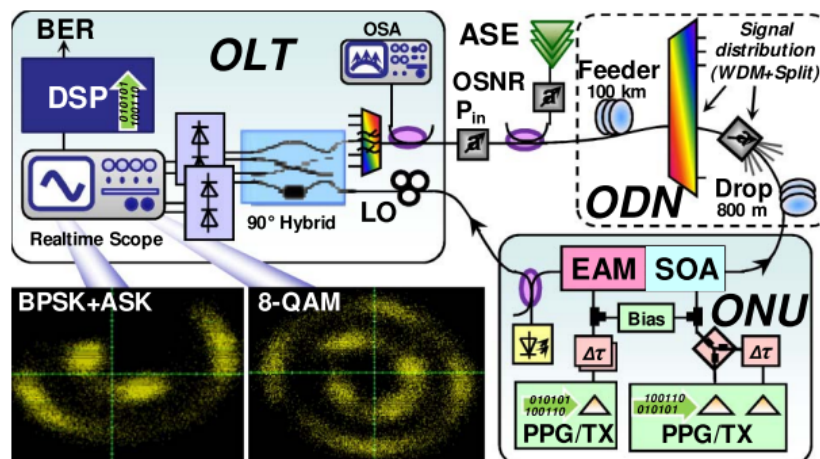 BER
OLT
OSA
DSP
010101
100110
Realtime Scope
90° Hybrid
LO
P_in
OSNR
ASE
a
a
Feeder
100 km
Signal
distribution
(WDM+Split)
Drop
800 m
ODN
EAM SOA
ONU
Bias
Δτ
Δτ
010101
100110
PPG/TX
100110
010101
PPG/TX
BPSK+ASK
8-QAM